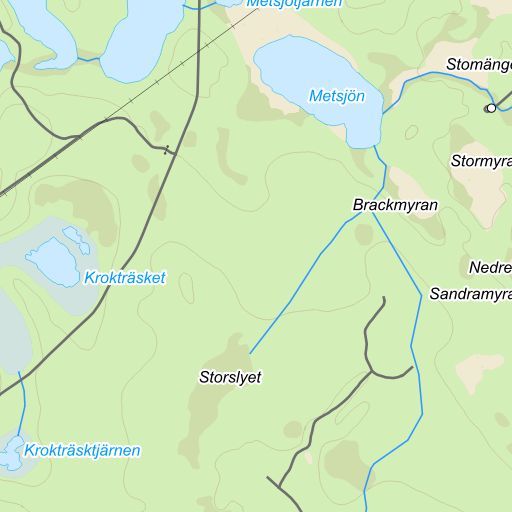 Metsjötjärnen
Stomänge
Metsjön
Stormyra
Brackmyran
Nedre
Krokträsket
Sandramyra
Storslyet
Krokträsktjärnen